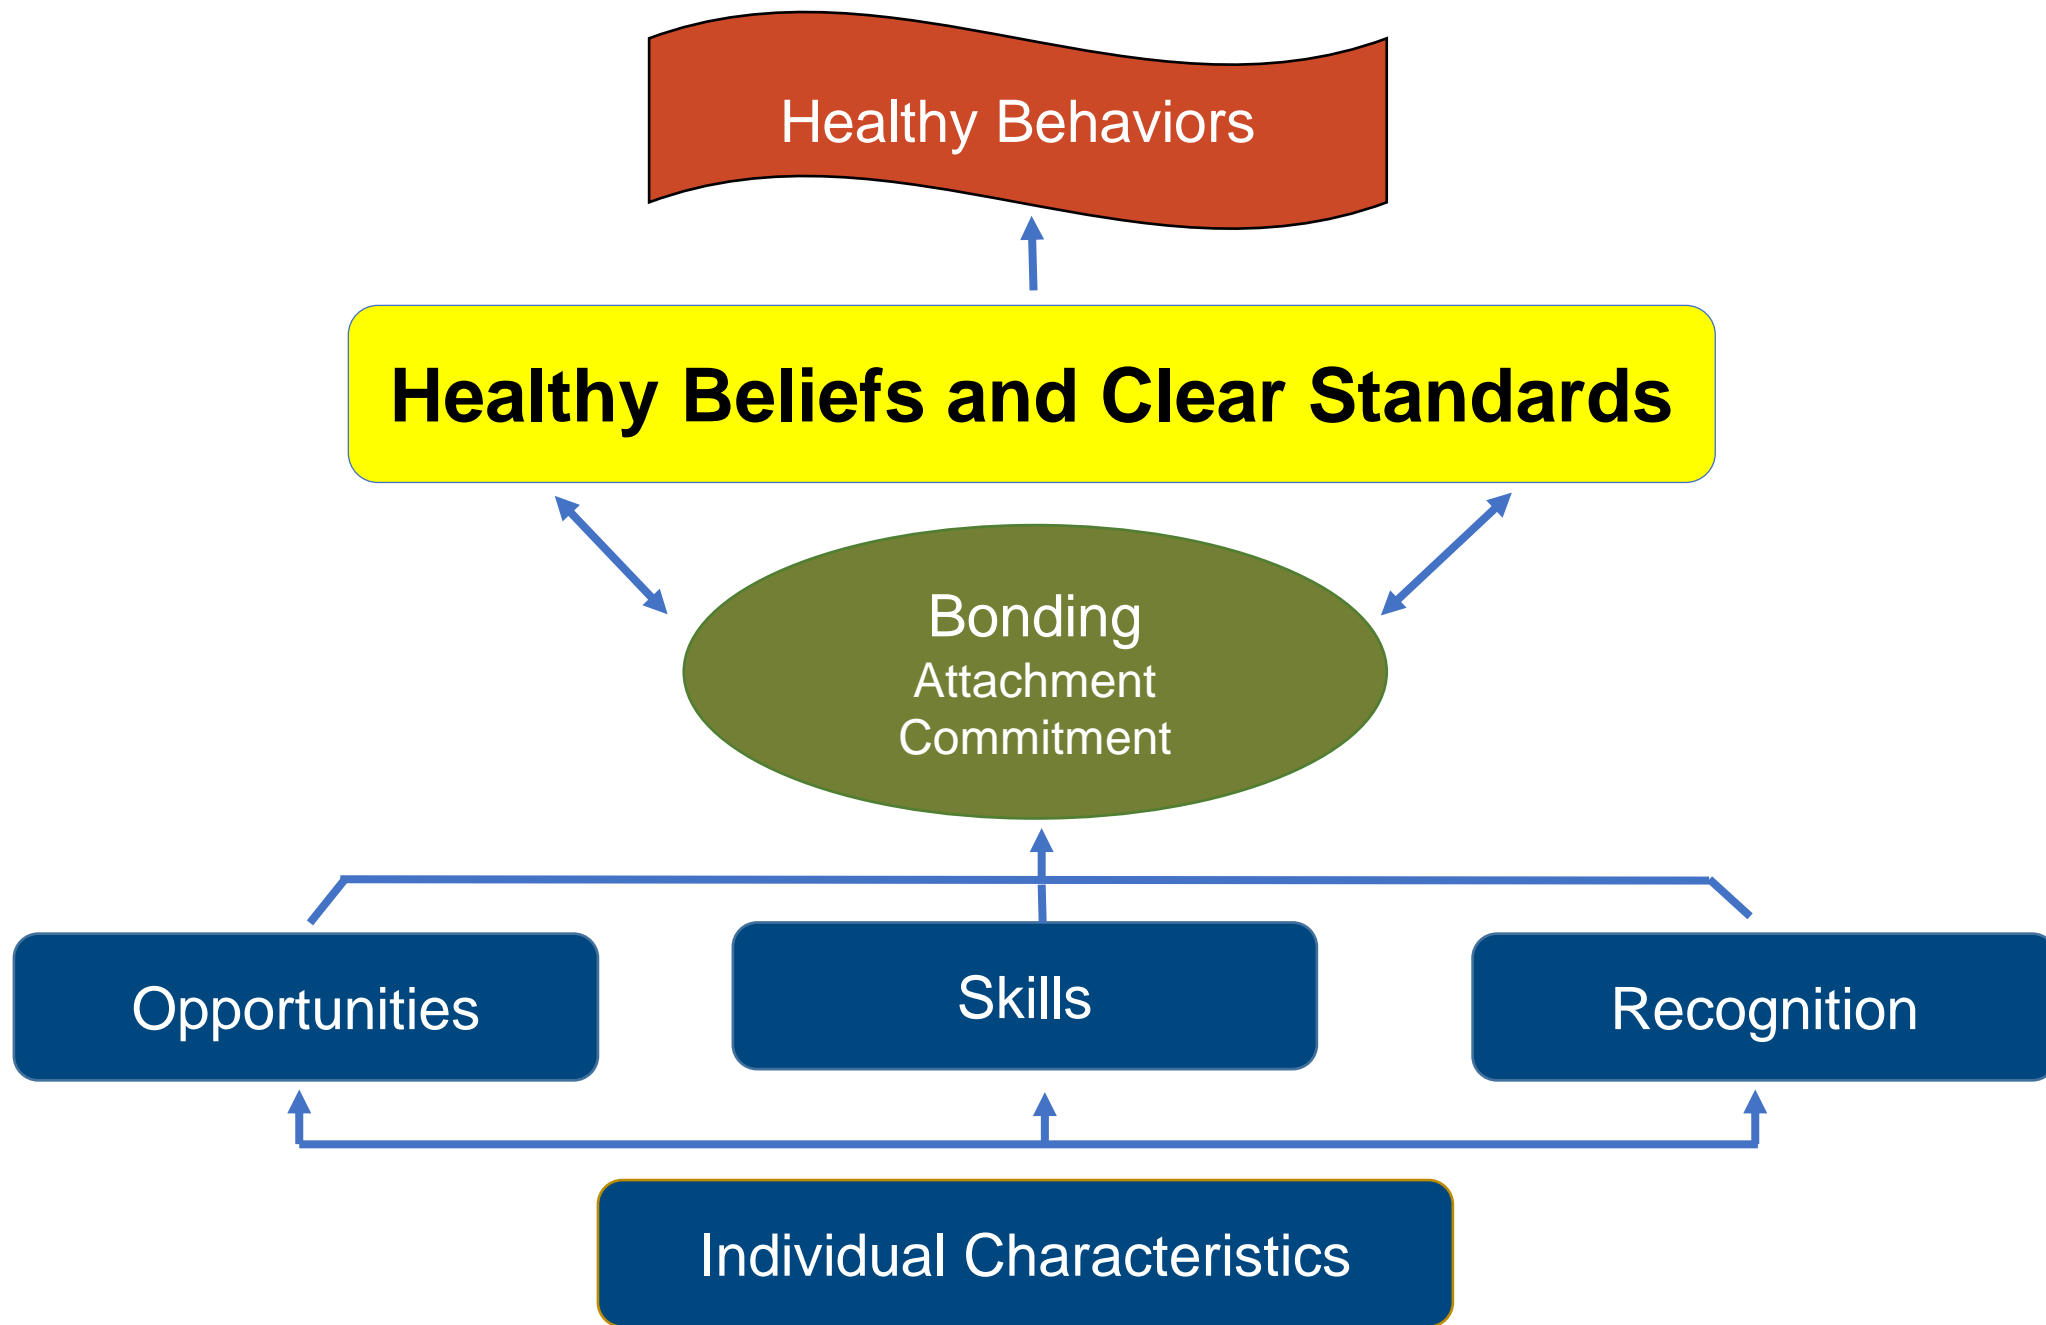 Healthy Behaviors
Healthy Beliefs and Clear Standards
Bonding
Attachment
Commitment
Opportunities
Skills
Recognition
Individual Characteristics